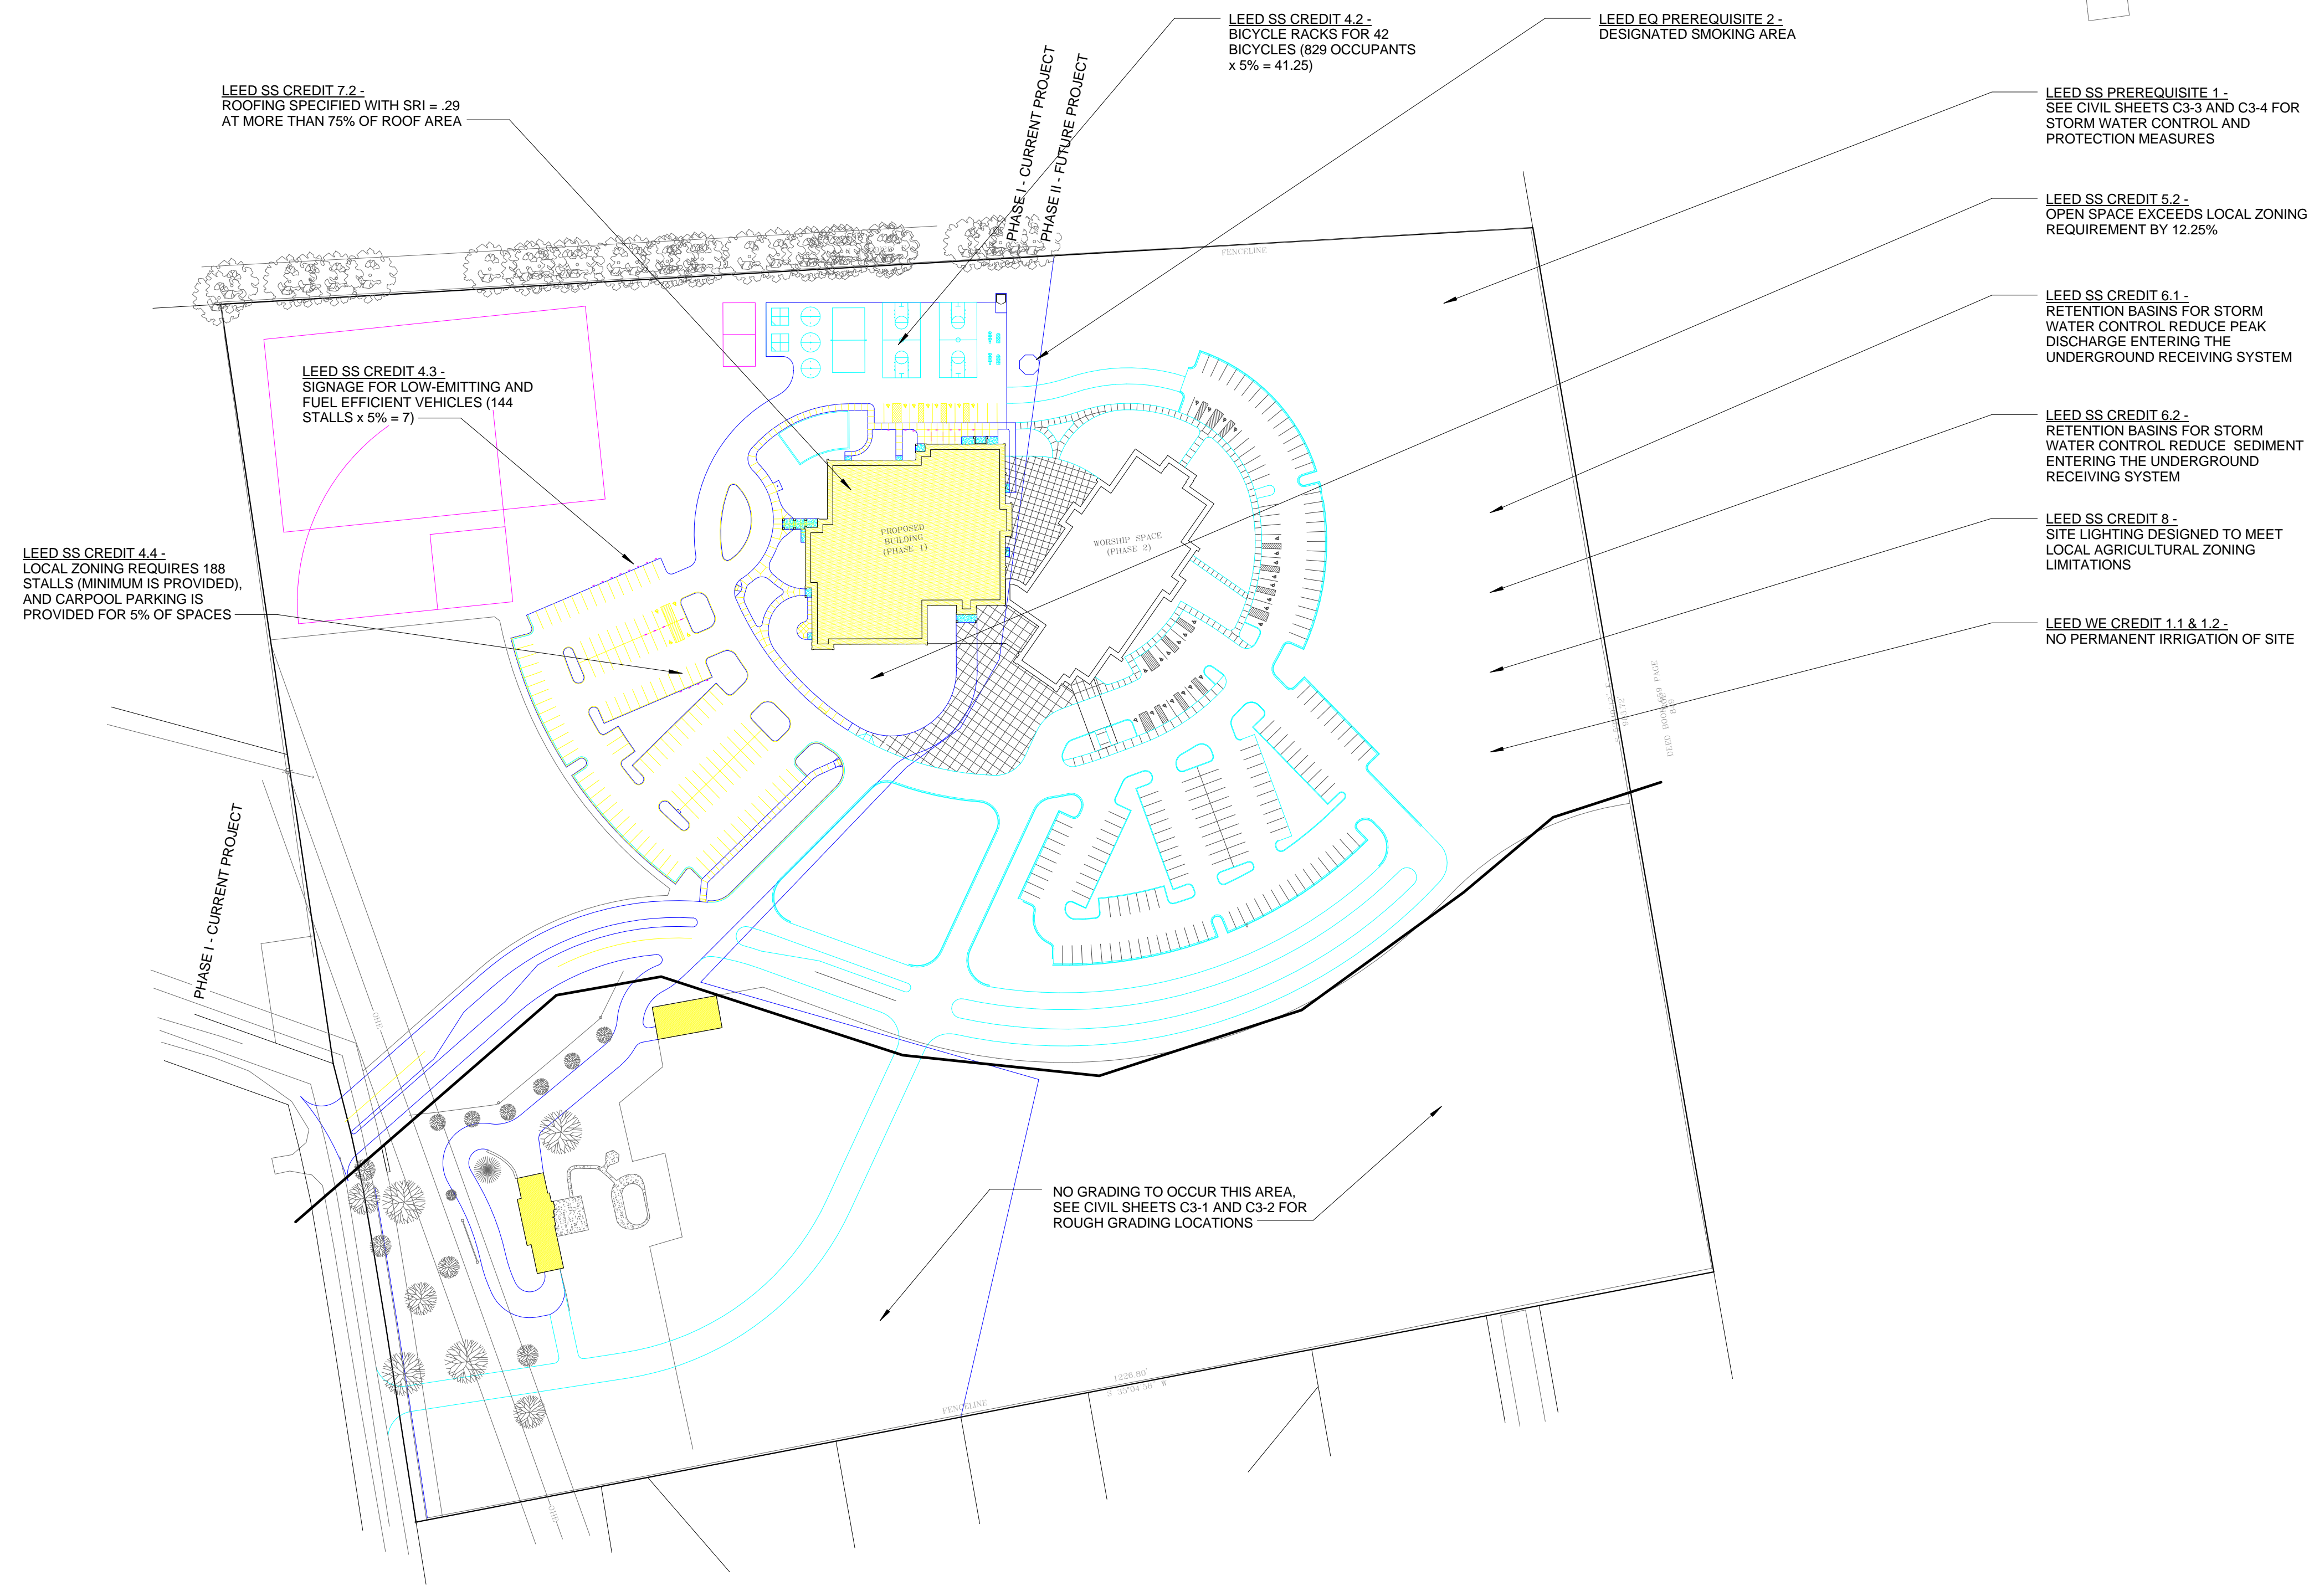 LEED SS CREDIT 4.2 -
BICYCLE RACKS FOR 42
BICYCLES (829 OCCUPANTS
x 5% = 41.25)
LEED EQ PREREQUISITE 2 -
DESIGNATED SMOKING AREA
LEED SS CREDIT 7.2 -
ROOFING SPECIFIED WITH SRI = .29
AT MORE THAN 75% OF ROOF AREA
PHASE I - CURRENT PROJECT
PHASE II - FUTURE PROJECT
LEED SS PREREQUISITE 1 -
SEE CIVIL SHEETS C3-3 AND C3-4 FOR
STORM WATER CONTROL AND
PROTECTION MEASURES
LEED SS CREDIT 5.2 -
OPEN SPACE EXCEEDS LOCAL ZONING
REQUIREMENT BY 12.25%
FENCELINE
LEED SS CREDIT 6.1 -
RETENTION BASINS FOR STORM
WATER CONTROL REDUCE PEAK
DISCHARGE ENTERING THE
UNDERGROUND RECEIVING SYSTEM
LEED SS CREDIT 4.3 -
SIGNAGE FOR LOW-EMITTING AND
FUEL EFFICIENT VEHICLES (144
STALLS x 5% = 7)
LEED SS CREDIT 6.2 -
RETENTION BASINS FOR STORM
WATER CONTROL REDUCE SEDIMENT
ENTERING THE UNDERGROUND
RECEIVING SYSTEM
PROPOSED
BUILDING
(PHASE 1)
WORSHIP SPACE
(PHASE 2)
LEED SS CREDIT 8 -
SITE LIGHTING DESIGNED TO MEET
LOCAL AGRICULTURAL ZONING
LIMITATIONS
LEED SS CREDIT 4.4 -
LOCAL ZONING REQUIRES 188
STALLS (MINIMUM IS PROVIDED),
AND CARPOOL PARKING IS
PROVIDED FOR 5% OF SPACES
LEED WE CREDIT 1.1 & 1.2 -
NO PERMANENT IRRIGATION OF SITE
PHASE I - CURRENT PROJECT
OHE
NO GRADING TO OCCUR THIS AREA,
SEE CIVIL SHEETS C3-1 AND C3-2 FOR
ROUGH GRADING LOCATIONS
1226.80'
FENCELINE
OHE